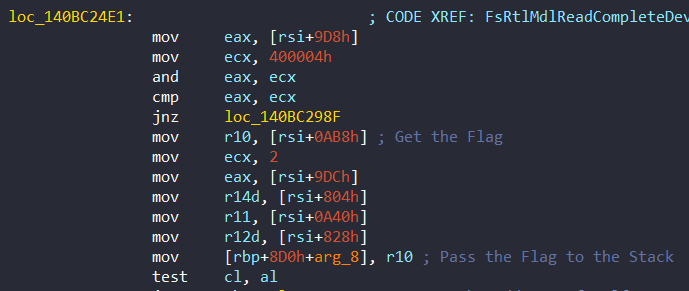 loc_140BC24E1: ; CODE XREF: FsRtlMdlReadCompleteDev
mov eax, [rsi+9D8h]
mov ecx, 400004h
and eax, ecx
cmp eax, ecx
jnz loc_140BC298F
mov r10, [rsi+0AB8h] ; Get the Flag
mov ecx, 2
mov eax, [rsi+9DCh]
mov r14d, [rsi+804h]
mov r11, [rsi+0A40h]
mov r12d, [rsi+828h]
mov [rbp+8D0h+arg_8], r10 ; Pass the Flag to the Stack
test cl, al